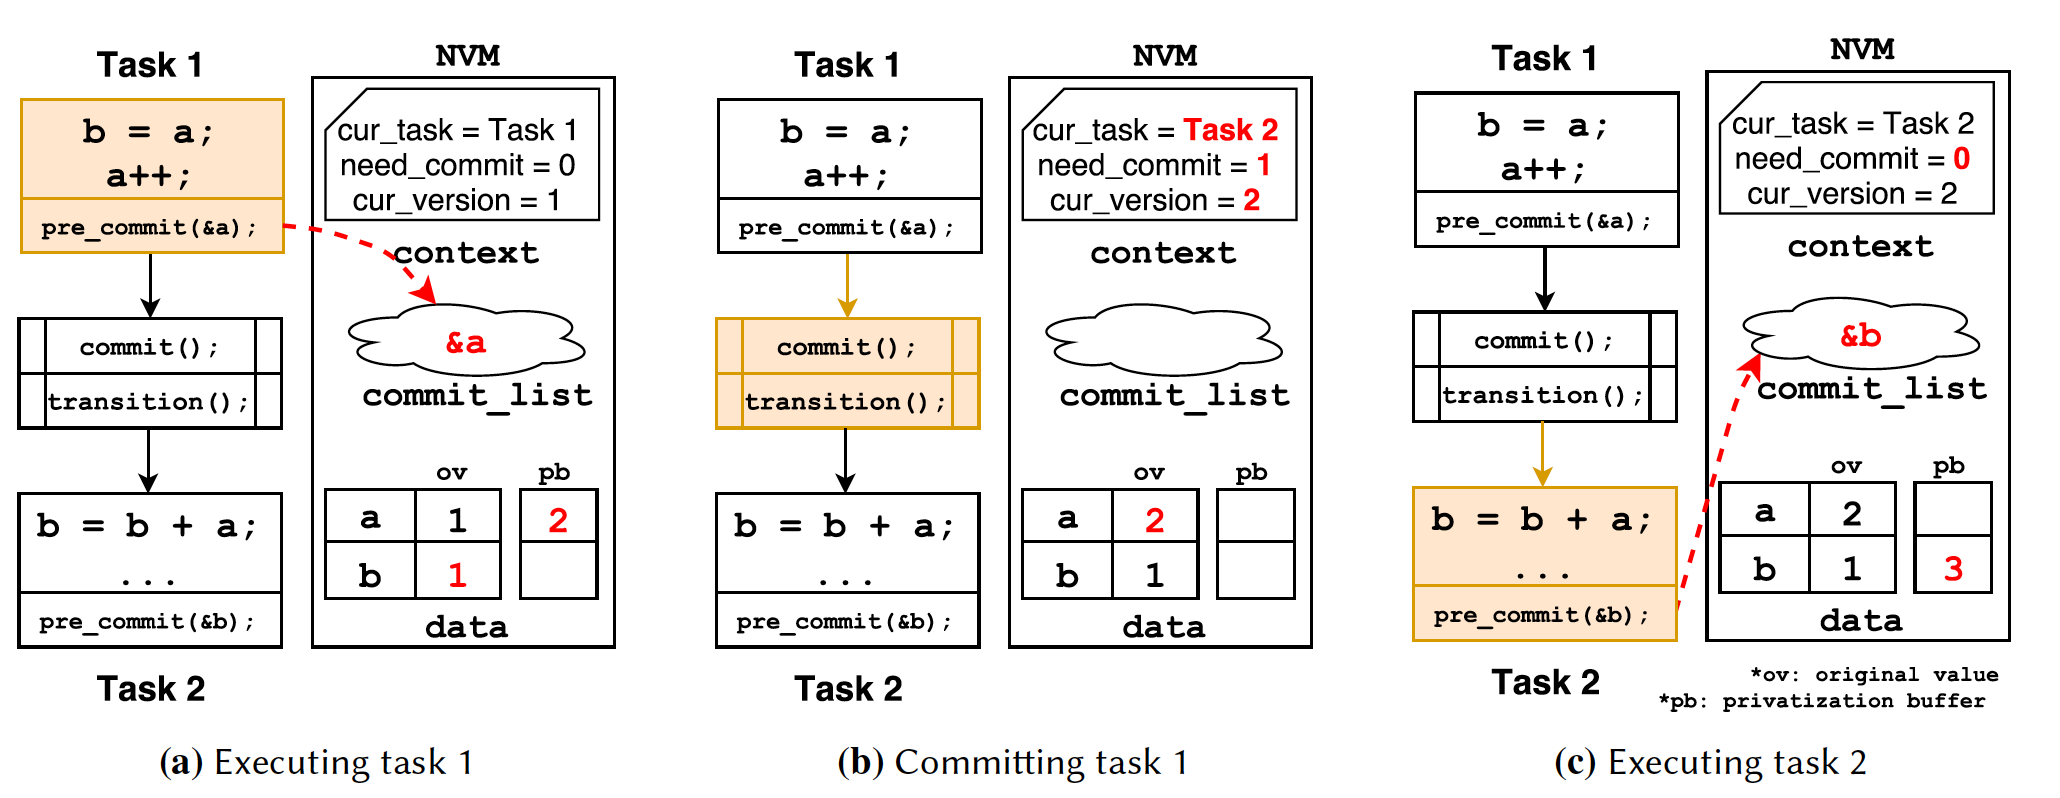 Task 1
b = a;
a++;
pre_commit(&a);
commit();
transition();
b = b + a;
...
pre_commit(&b);
Task 2
NVM
cur_task = Task 1
need_commit = 0
cur_version = 1
context
&a
commit_list
ov pb
a 1 2
b 1
data
(a) Executing task 1
Task 1
b = a;
a++;
pre_commit(&a);
commit();
transition();
b = b + a;
...
pre_commit(&b);
Task 2
NVM
cur_task = Task 2
need_commit = 1
cur_version = 2
context
commit_list
ov pb
a 2
b 1
data
(b) Committing task 1
Task 1
b = a;
a++;
pre_commit(&a);
commit();
transition();
b = b + a;
...
pre_commit(&b);
Task 2
NVM
cur_task = Task 2
need_commit = 0
cur_version = 2
context
&b
commit_list
ov pb
a 2
b 1 3
data
*ov: original value
*pb: privatization buffer
(c) Executing task 2